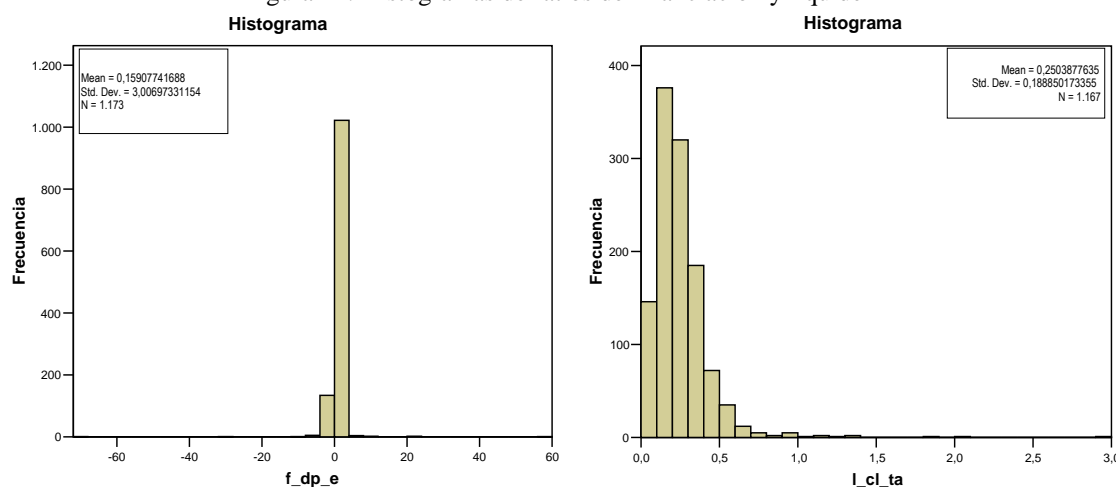 Histograma
Mean = 0,15907741688
Std. Dev. = 3,00697331154
N = 1.173
1.200
1.000
800
600
400
200
0
Frecuencia
-60
-40
-20
0
20
40
60
f_dp_e
Histograma
Mean = 0,2503877635
Std. Dev. = 0,188850173355
N = 1.167
400
300
200
100
0
Frecuencia
0,0
0,5
1,0
1,5
2,0
2,5
l_cl_ta